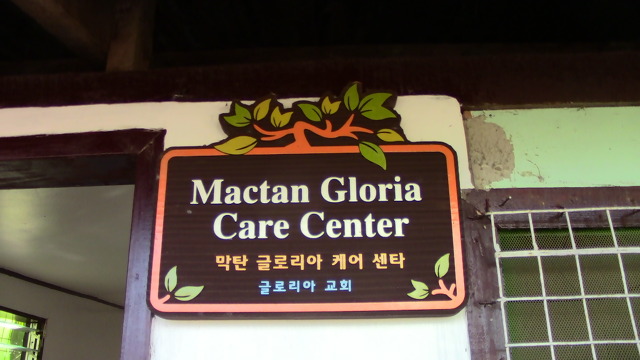 Mactan Gloria
Care Center
막탄 글로리아 케어 센타
글로리아 교회